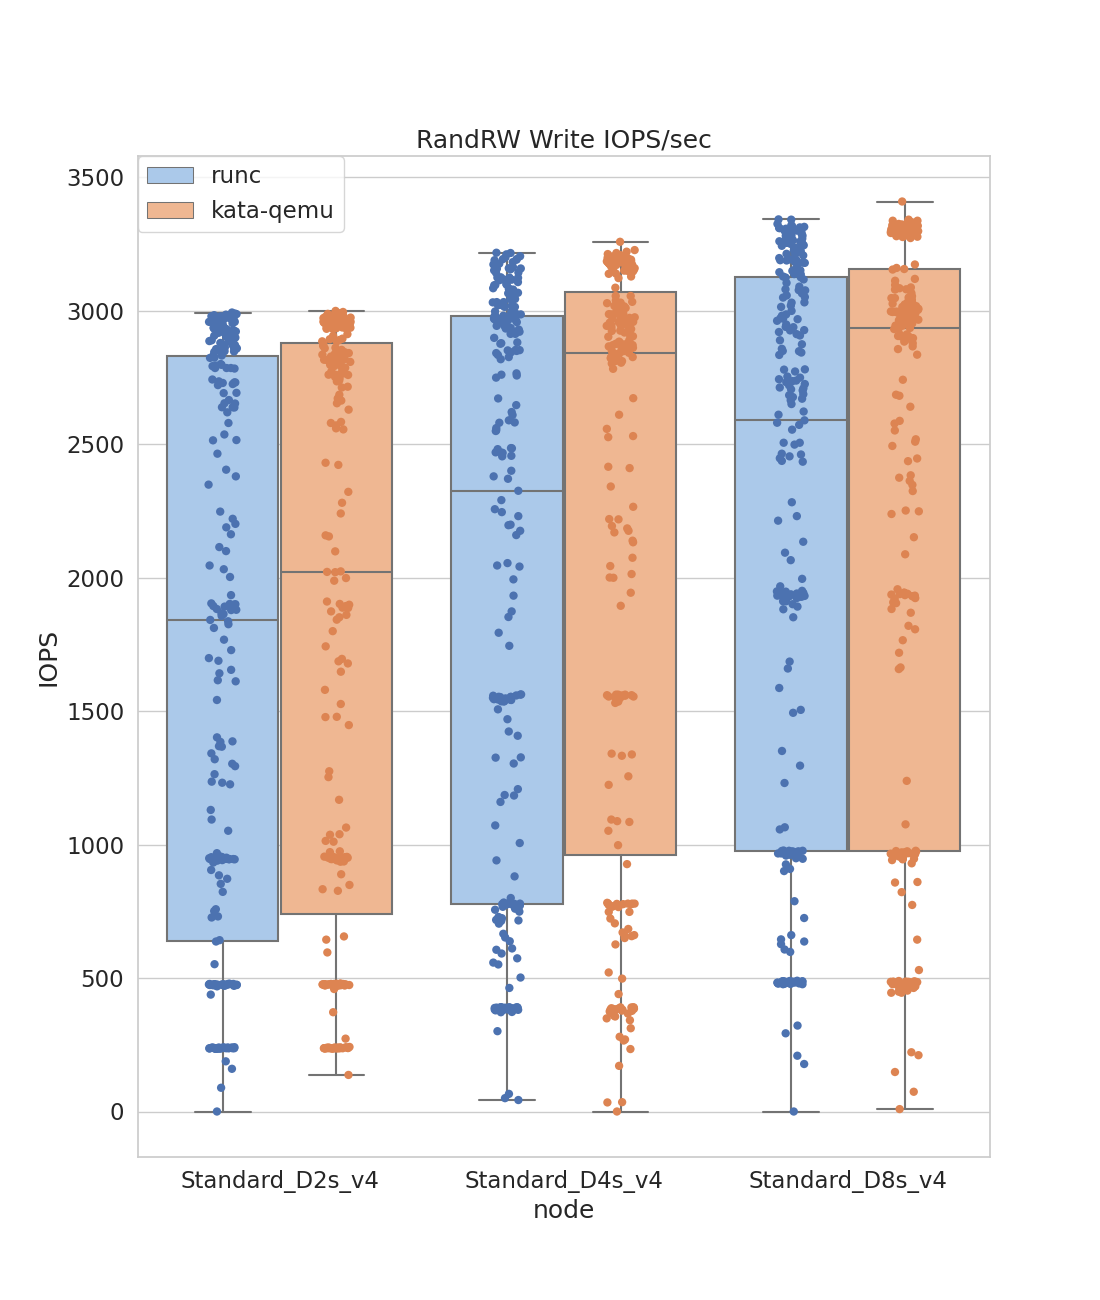 RandRW Write IOPS/sec
runc
kata-qemu
3500
3000
2500
2000
1500
1000
500
0
IOPS
Standard_D2s_v4
Standard_D4s_v4
Standard_D8s_v4
node